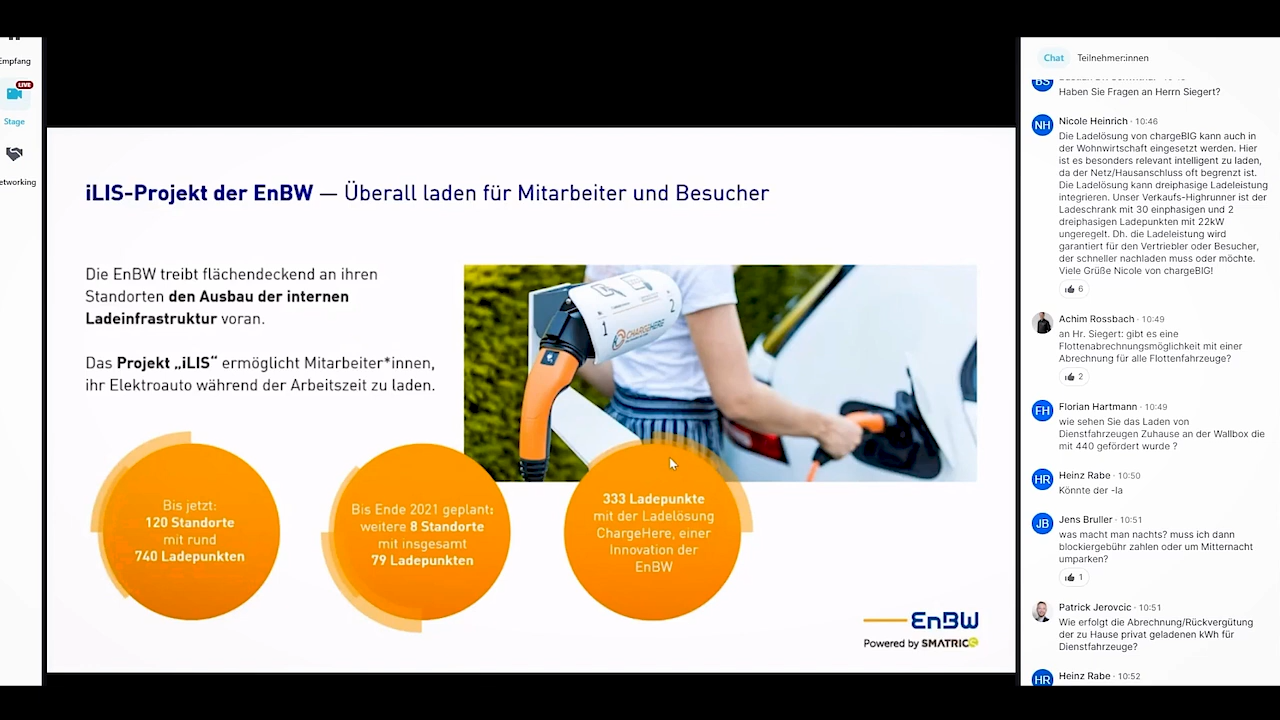 Empfang
LIVE
Stage
etworking
iLIS-Projekt der EnBW — Überall laden für Mitarbeiter und Besucher
Die EnBW treibt flächendeckend an ihren
Standorten den Ausbau der internen
Ladeinfrastruktur voran.
Das Projekt „iLIS“ ermöglicht Mitarbeiter*innen,
ihr Elektroauto während der Arbeitszeit zu laden.
1
2
CHARGEHERE
Bis jetzt:
120 Standorte
mit rund
740 Ladepunkten
Bis Ende 2021 geplant:
weitere 8 Standorte
mit insgesamt
79 Ladepunkten
333 Ladepunkte
mit der Ladelösung
ChargeHere, einer
Innovation der
EnBW
EnBW
Powered by SMATRICS
Chat Teilnehmer:innen
BS
Haben Sie Fragen an Herrn Siegert?
NH
Nicole Heinrich · 10:46
Die Ladelösung von chargeBIG kann auch in
der Wohnwirtschaft eingesetzt werden. Hier
ist es besonders relevant intelligent zu laden,
da der Netz/Hausanschluss oft begrenzt ist.
Die Ladelösung kann dreiphasige Ladeleistung
integrieren. Unser Verkaufs-Highrunner ist der
Ladeschrank mit 30 einphasigen und 2
dreiphasigen Ladepunkten mit 22kW
ungeregelt. Dh. die Ladeleistung wird
garantiert für den Vertriebler oder Besucher,
der schneller nachladen muss oder möchte.
Viele Grüße Nicole von chargeBIG!
6
Achim Rossbach · 10:49
an Hr. Siegert: gibt es eine
Flottenabrechnungsmöglichkeit mit einer
Abrechnung für alle Flottenfahrzeuge?
2
FH
Florian Hartmann · 10:49
wie sehen Sie das Laden von
Dienstfahrzeugen Zuhause an der Wallbox die
mit 440 gefördert wurde ?
HR
Heinz Rabe · 10:50
Könnte der -la
JB
Jens Bruller · 10:51
was macht man nachts? muss ich dann
blockiergebühr zahlen oder um Mitternacht
umparken?
1
Patrick Jerovcic · 10:51
Wie erfolgt die Abrechnung/Rückvergütung
der zu Hause privat geladenen kWh für
Dienstfahrzeuge?
HR
Heinz Rabe · 10:52